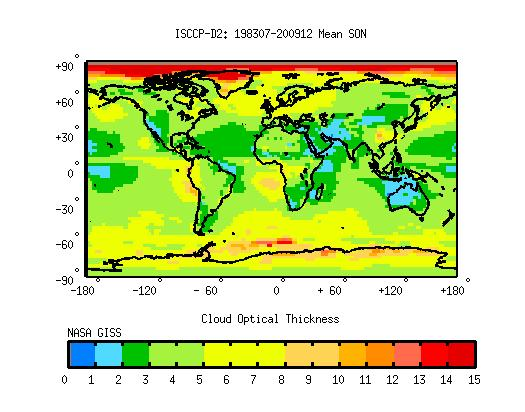 ISCCP-D2: 198307-200912 Mean SON
+90°
+60°
+30°
0°
-30°
-60°
-90°
-180° -120° - 60° 0° + 60° +120° +180°
Cloud Optical Thickness
NASA GISS
0 1 2 3 4 5 6 7 8 9 10 11 12 13 14 15